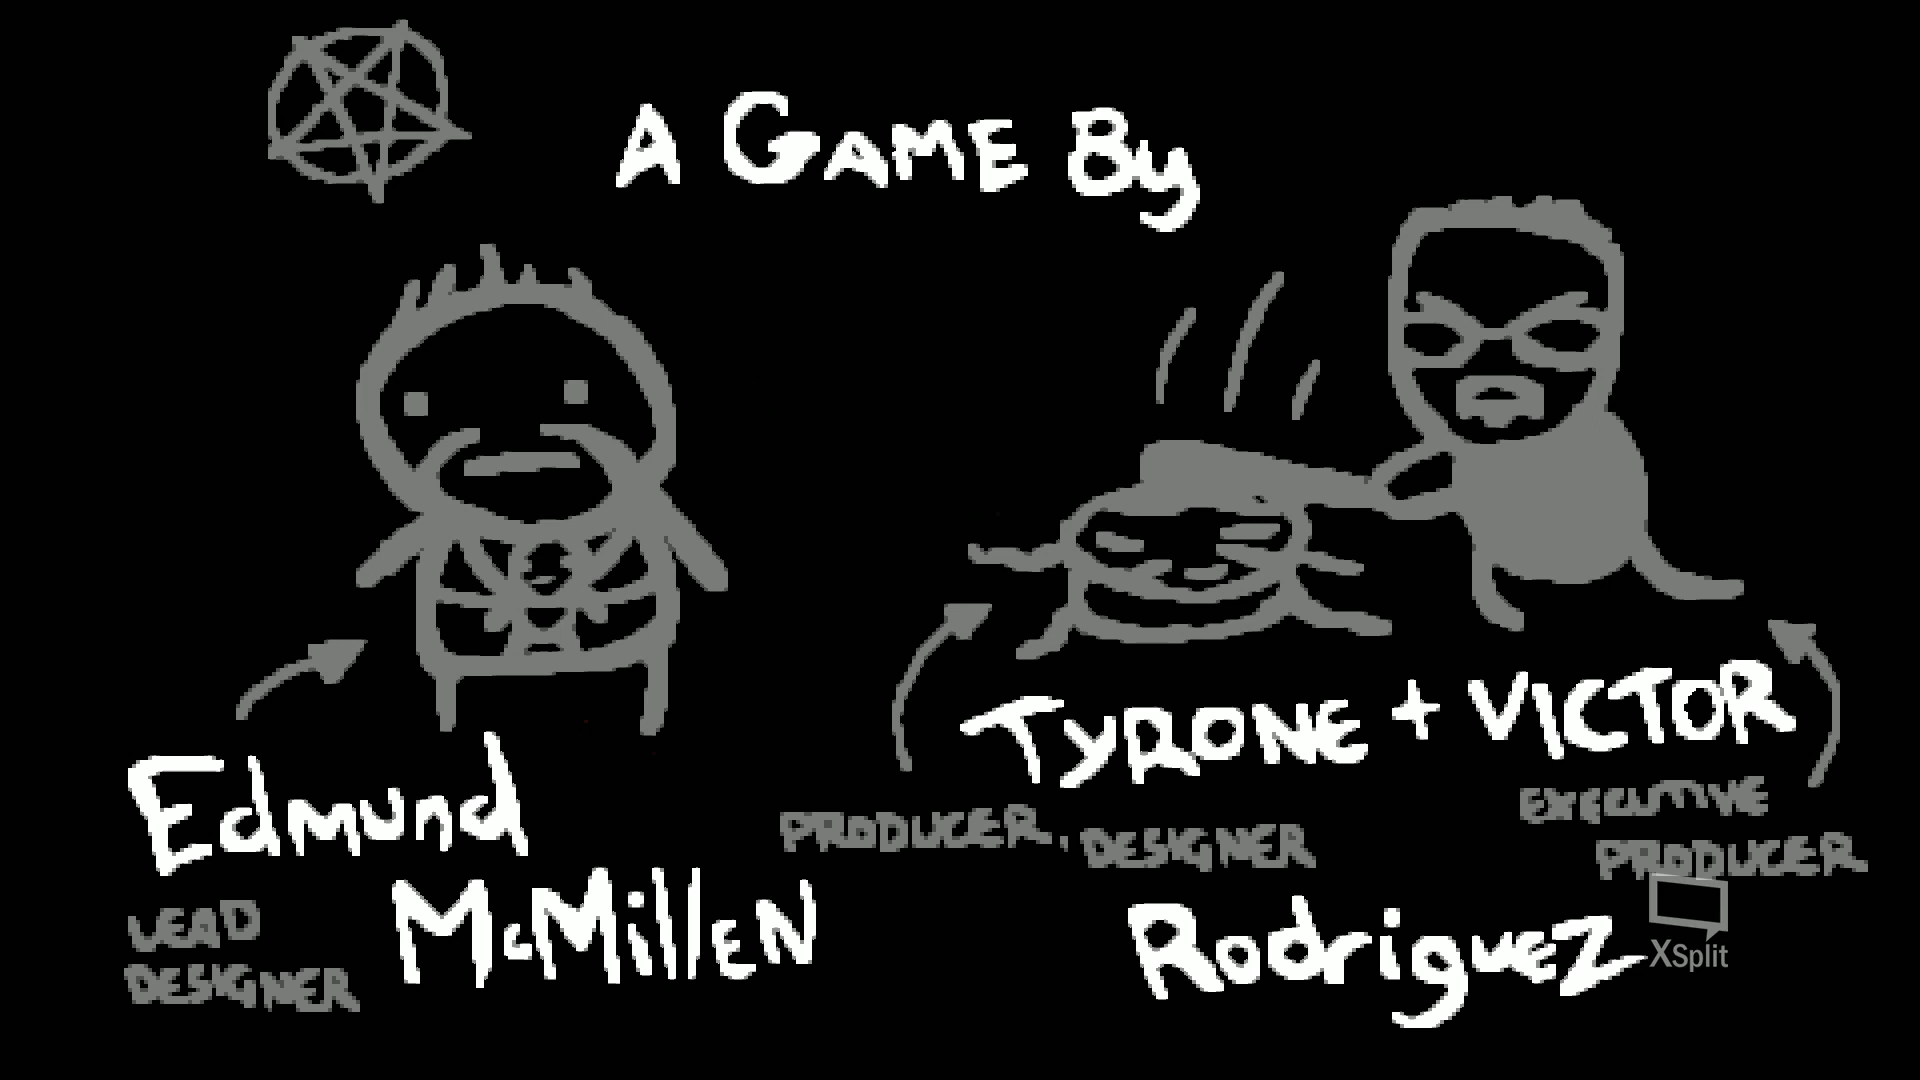 A GAME By
TYRONE + VICTOR
Edmund
PRODUCER, DESIGNER
EXECUTIVE
PRODUCER
McMillEN
LEAD
DESIGNER
RodriguEZ
XSplit